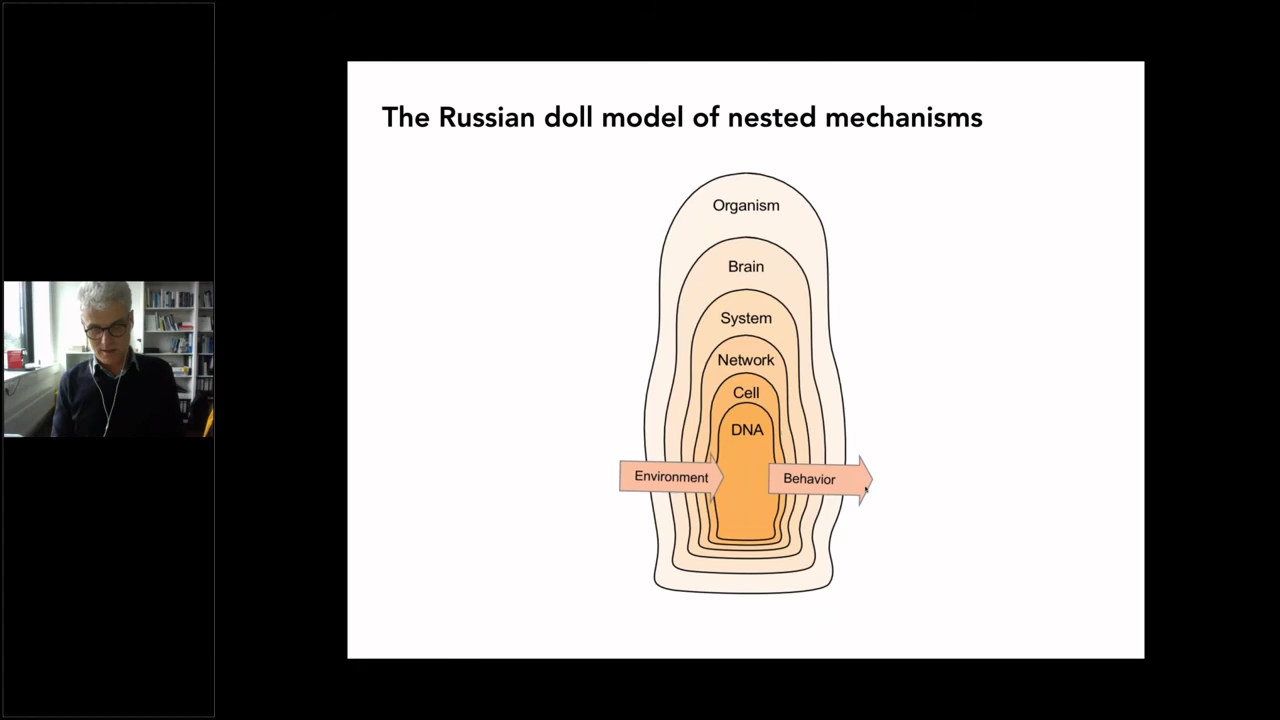 The Russian doll model of nested mechanisms
Organism
Brain
System
Network
Cell
DNA
Environment
Behavior